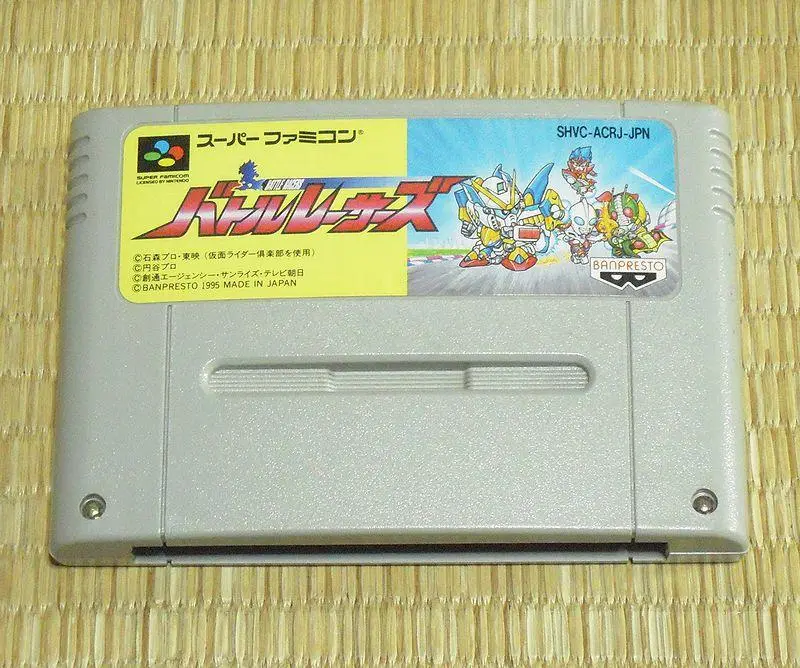 スーパーファミコン®
SHVC-ACRJ-JPN
SUPER FAMICOM
LICENSED BY NINTENDO
BATTLE RACERS
バトルレーサーズ
©石森プロ・東映（仮面ライダー倶楽部を使用）
©円谷プロ
©創通エージェンシー・サンライズ・テレビ朝日
©BANPRESTO 1995 MADE IN JAPAN
BANPRESTO